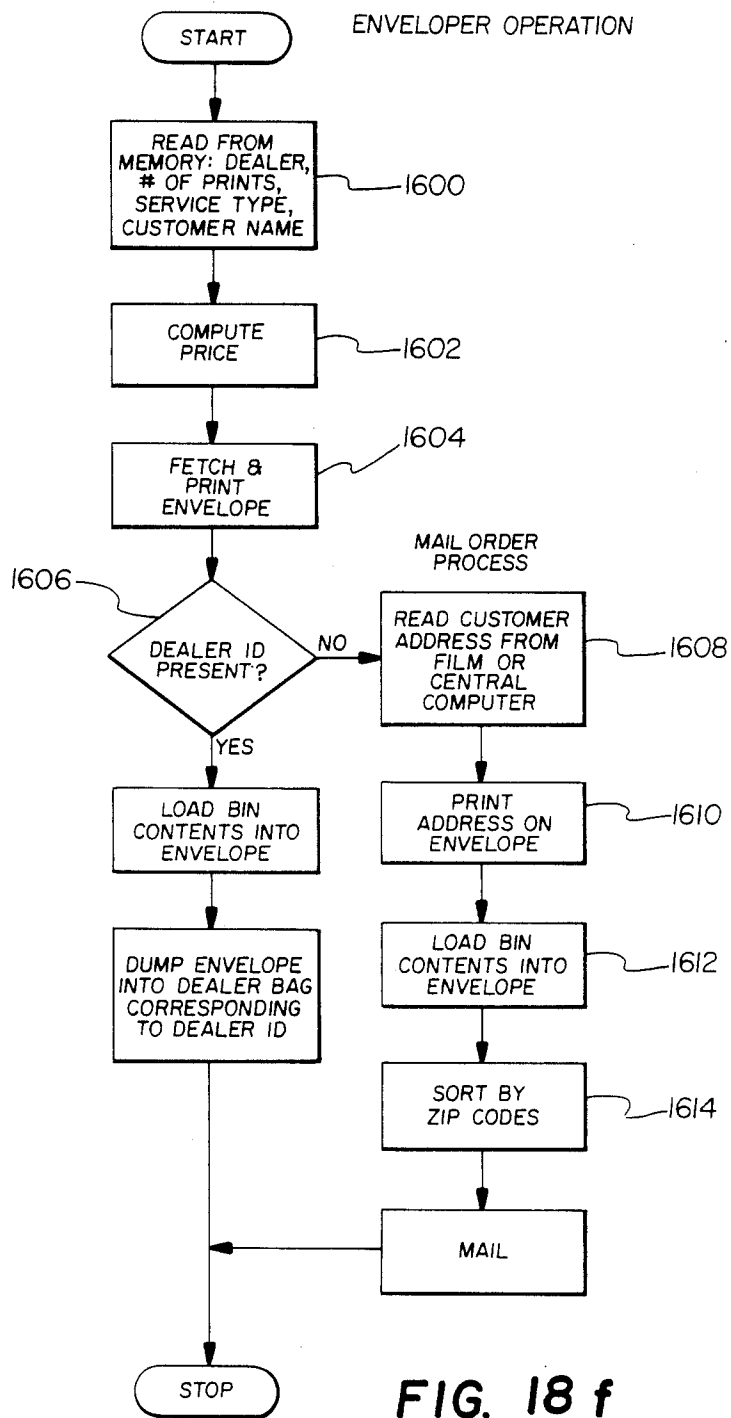 START
ENVELOPER OPERATION
READ FROM
MEMORY: DEALER,
# OF PRINTS,
SERVICE TYPE,
CUSTOMER NAME
1600
COMPUTE
PRICE
1602
FETCH &
PRINT
ENVELOPE
1604
1606
DEALER ID
PRESENT?
NO
YES
MAIL ORDER
PROCESS
READ CUSTOMER
ADDRESS FROM
FILM OR
CENTRAL
COMPUTER
1608
LOAD BIN
CONTENTS INTO
ENVELOPE
PRINT
ADDRESS ON
ENVELOPE
1610
DUMP ENVELOPE
INTO DEALER BAG
CORRESPONDING
TO DEALER ID
LOAD BIN
CONTENTS INTO
ENVELOPE
1612
SORT BY
ZIP CODES
1614
MAIL
STOP
FIG. 18 f